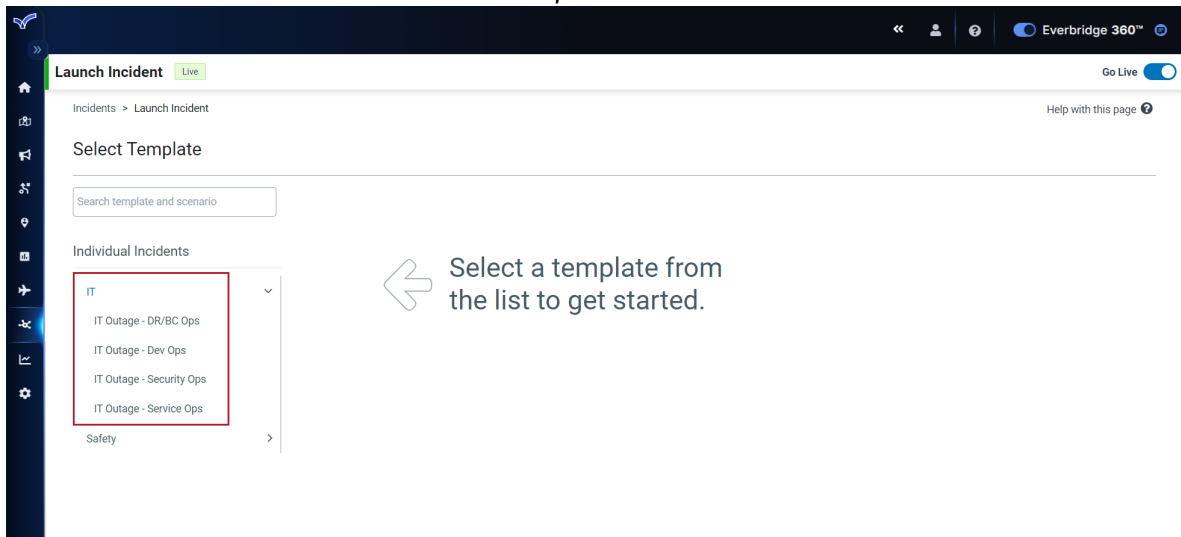 Everbridge 360™
Launch Incident Live
Go Live
Incidents > Launch Incident
Help with this page
Select Template
Search template and scenario
Individual Incidents
IT
IT Outage - DR/BC Ops
IT Outage - Dev Ops
IT Outage - Security Ops
IT Outage - Service Ops
Safety
Select a template from
the list to get started.